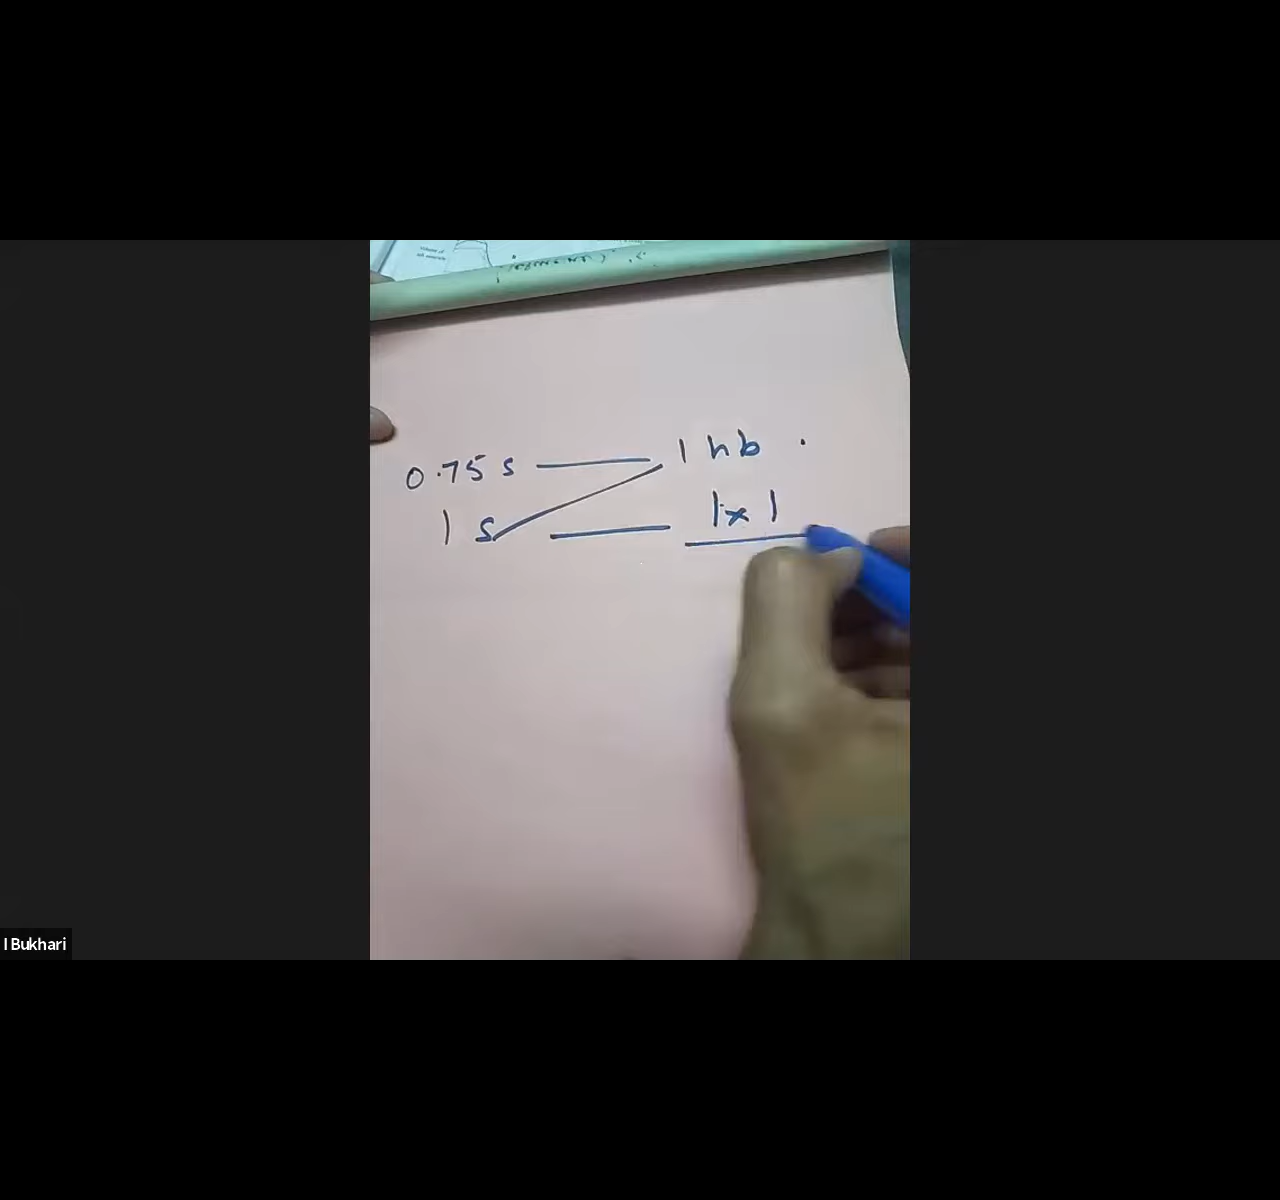 0.75 s — 1 hb .
1 s — 1x1
I Bukhari